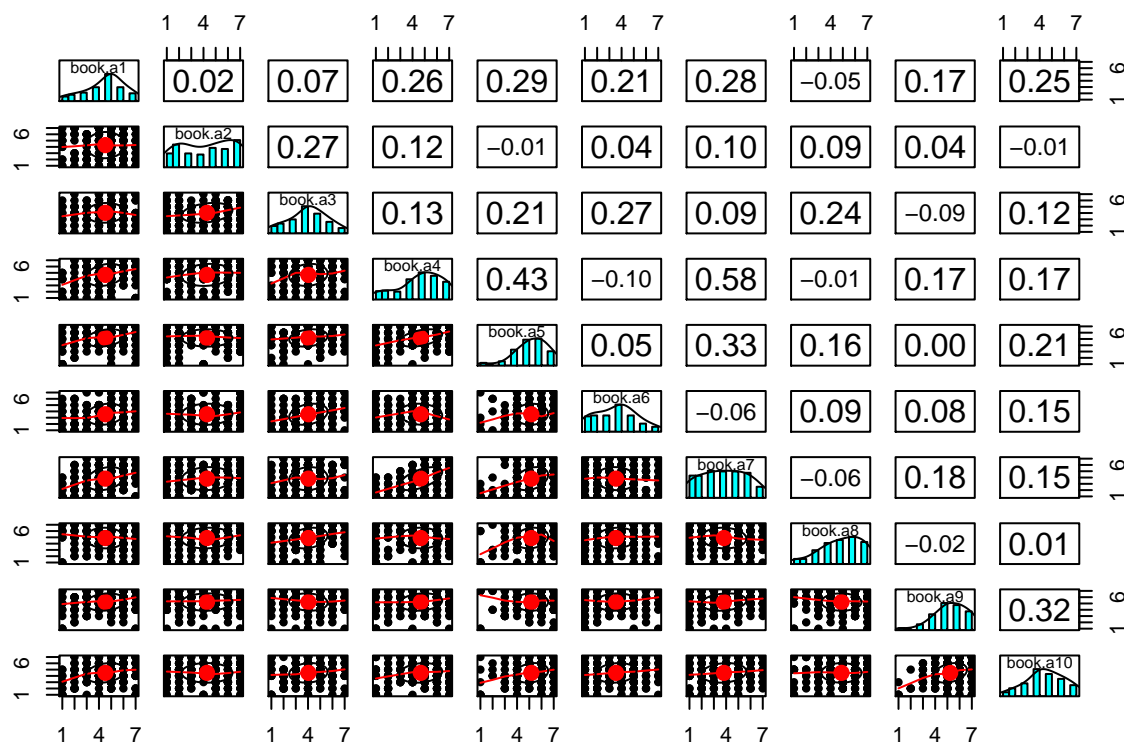 1 4 7 1 4 7 1 4 7 1 4 7
book.a1 0.02 0.07 0.26 0.29 0.21 0.28 −0.05 0.17 0.25 1 6
1 6 book.a2 0.27 0.12 −0.01 0.04 0.10 0.09 0.04 −0.01
book.a3 0.13 0.21 0.27 0.09 0.24 −0.09 0.12 1 6
1 6 book.a4 0.43 −0.10 0.58 −0.01 0.17 0.17
book.a5 0.05 0.33 0.16 0.00 0.21 1 6
1 6 book.a6 −0.06 0.09 0.08 0.15
book.a7 −0.06 0.18 0.15 1 6
1 6 book.a8 −0.02 0.01
book.a9 0.32 1 6
1 6 book.a10
1 4 7 1 4 7 1 4 7 1 4 7 1 4 7